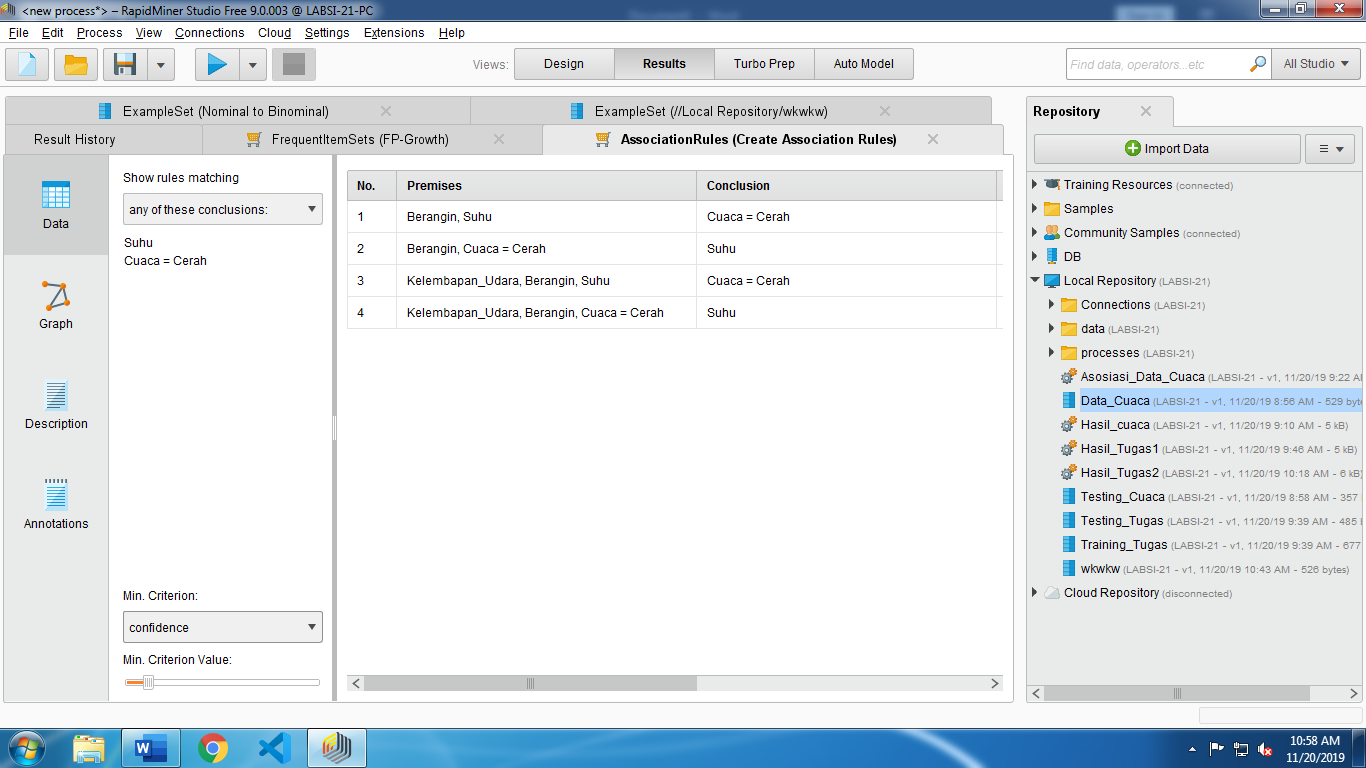 <new process*> – RapidMiner Studio Free 9.0.003 @ LABSI-21-PC
File Edit Process View Connections Cloud Settings Extensions Help
Views: Design Results Turbo Prep Auto Model
Find data, operators...etc All Studio
ExampleSet (Nominal to Binominal) ExampleSet (//Local Repository/wkwkw)
Result History FrequentItemSets (FP-Growth) AssociationRules (Create Association Rules)
Data
Graph
Description
Annotations
Show rules matching
any of these conclusions:
Suhu
Cuaca = Cerah
Min. Criterion:
confidence
Min. Criterion Value:
No. Premises Conclusion
1 Berangin, Suhu Cuaca = Cerah
2 Berangin, Cuaca = Cerah Suhu
3 Kelembapan_Udara, Berangin, Suhu Cuaca = Cerah
4 Kelembapan_Udara, Berangin, Cuaca = Cerah Suhu
Repository
Import Data
Training Resources (connected)
Samples
Community Samples (connected)
DB
Local Repository (LABSI-21)
Connections (LABSI-21)
data (LABSI-21)
processes (LABSI-21)
Asosiasi_Data_Cuaca (LABSI-21 - v1, 11/20/19 9:22 A
Data_Cuaca (LABSI-21 - v1, 11/20/19 8:56 AM - 529 byt
Hasil_cuaca (LABSI-21 - v1, 11/20/19 9:10 AM - 5 kB)
Hasil_Tugas1 (LABSI-21 - v1, 11/20/19 9:46 AM - 5 kB)
Hasil_Tugas2 (LABSI-21 - v1, 11/20/19 10:18 AM - 6 kB)
Testing_Cuaca (LABSI-21 - v1, 11/20/19 8:58 AM - 357
Testing_Tugas (LABSI-21 - v1, 11/20/19 9:39 AM - 485
Training_Tugas (LABSI-21 - v1, 11/20/19 9:39 AM - 677
wkwkw (LABSI-21 - v1, 11/20/19 10:43 AM - 526 bytes)
Cloud Repository (disconnected)
10:58 AM
11/20/2019